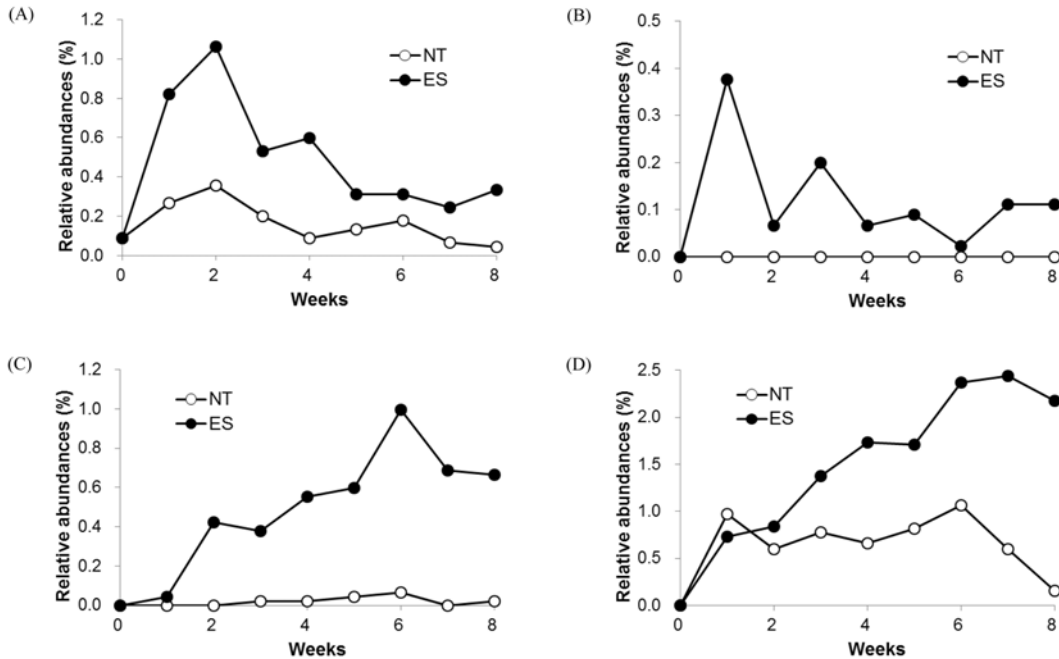 (A)
Relative abundances (%)
1.2
1.0
0.8
0.6
0.4
0.2
0.0
NT
ES
0 2 4 6 8
Weeks
(B)
Relative abundances (%)
0.5
0.4
0.3
0.2
0.1
0.0
NT
ES
0 2 4 6 8
Weeks
(C)
Relative abundances (%)
1.2
1.0
0.8
0.6
0.4
0.2
0.0
NT
ES
0 2 4 6 8
Weeks
(D)
Relative abundances (%)
2.5
2.0
1.5
1.0
0.5
0.0
NT
ES
0 2 4 6 8
Weeks